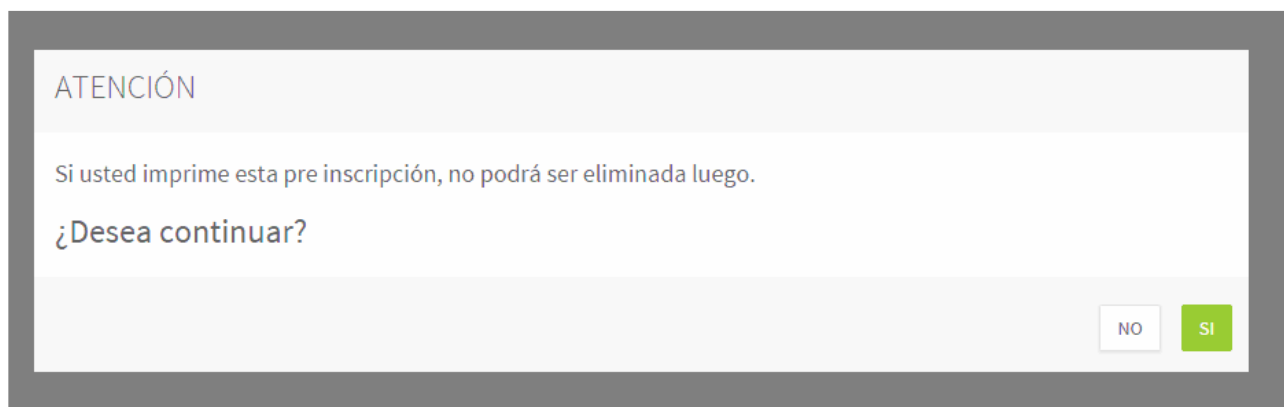 ATENCIÓN
Si usted imprime esta pre inscripción, no podrá ser eliminada luego.
¿Desea continuar?
NO
SI